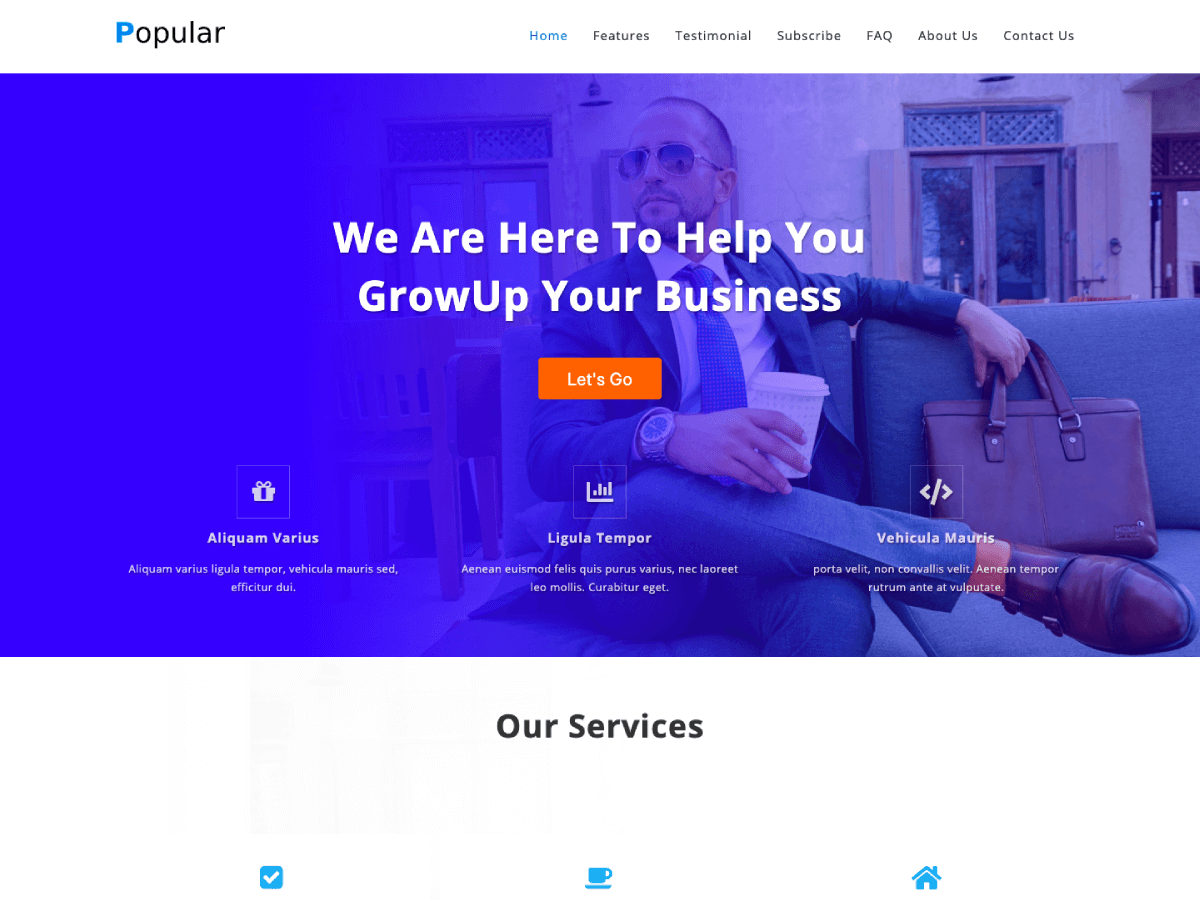 Popular
Home Features Testimonial Subscribe FAQ About Us Contact Us
We Are Here To Help You
GrowUp Your Business
Let's Go
Aliquam Varius
Aliquam varius ligula tempor, vehicula mauris sed,
efficitur dui.
Ligula Tempor
Aenean euismod felis quis purus varius, nec laoreet
leo mollis. Curabitur eget.
Vehicula Mauris
porta velit, non convallis velit. Aenean tempor
rutrum ante at vulputate.
Our Services